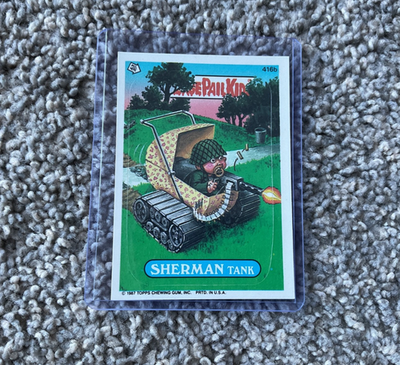 416b
GARBAGE PAIL KIDS
SHERMAN TANK
© 1987 TOPPS CHEWING GUM, INC. PRTD. IN U.S.A.